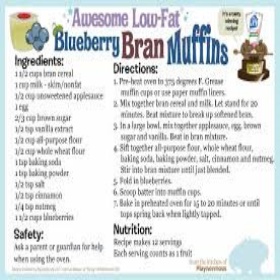 Awesome Low-Fat
Blueberry Bran Muffins
Ingredients:
1 1/2 cups bran cereal
1 cup milk - skim/nonfat
1/2 cup unsweetened applesauce
1 egg
2/3 cup brown sugar
1/2 tsp vanilla extract
1/2 cup all-purpose flour
1/2 cup whole wheat flour
1 tsp baking soda
1 tsp baking powder
1/2 tsp salt
1/2 tsp cinnamon
1/4 tsp nutmeg
1 1/2 cups blueberries
Safety:
Ask a parent or guardian for help
when using the oven.
Directions:
1. Pre-heat oven to 375 degrees F. Grease
muffin cups or use paper muffin liners.
2. Mix together bran cereal and milk. Let stand for 20
minutes. Beat mixture to break up softened bran.
3. In a large bowl, mix together applesauce, egg, brown
sugar and vanilla. Beat in bran mixture.
4. Sift together all-purpose flour, whole wheat flour,
baking soda, baking powder, salt, cinnamon and nutmeg.
Stir into bran mixture until just blended.
5. Fold in blueberries.
6. Scoop batter into muffin cups.
7. Bake in preheated oven for 15 to 20 minutes or until
tops spring back when lightly tapped.
Nutrition:
Recipe makes 12 servings
Each serving counts as 1 fruit